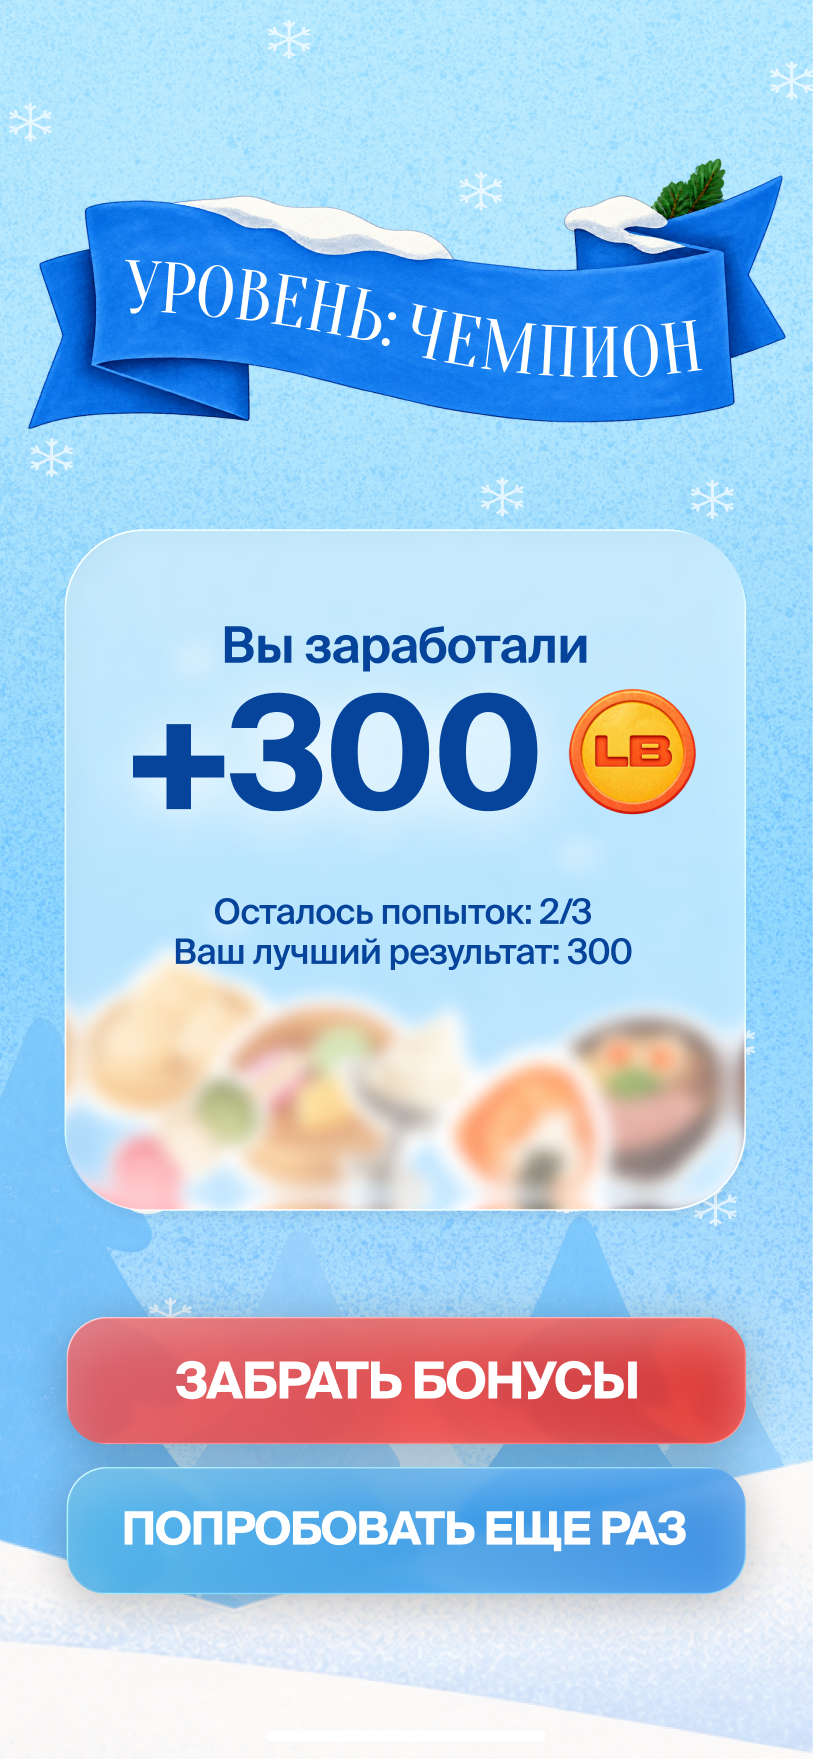 УРОВЕНЬ: ЧЕМПИОН
Вы заработали
+300 LB
Осталось попыток: 2/3
Ваш лучший результат: 300
ЗАБРАТЬ БОНУСЫ
ПОПРОБОВАТЬ ЕЩЕ РАЗ